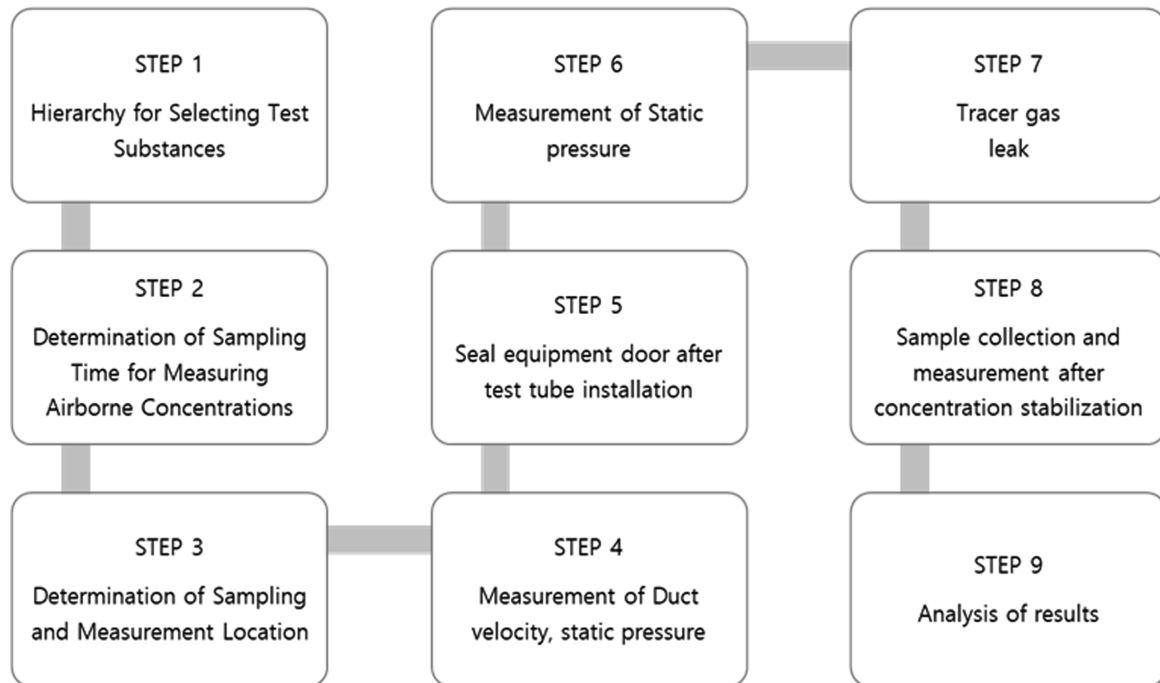 STEP 1
Hierarchy for Selecting Test
Substances
STEP 2
Determination of Sampling
Time for Measuring
Airborne Concentrations
STEP 3
Determination of Sampling
and Measurement Location
STEP 4
Measurement of Duct
velocity, static pressure
STEP 5
Seal equipment door after
test tube installation
STEP 6
Measurement of Static
pressure
STEP 7
Tracer gas
leak
STEP 8
Sample collection and
measurement after
concentration stabilization
STEP 9
Analysis of results